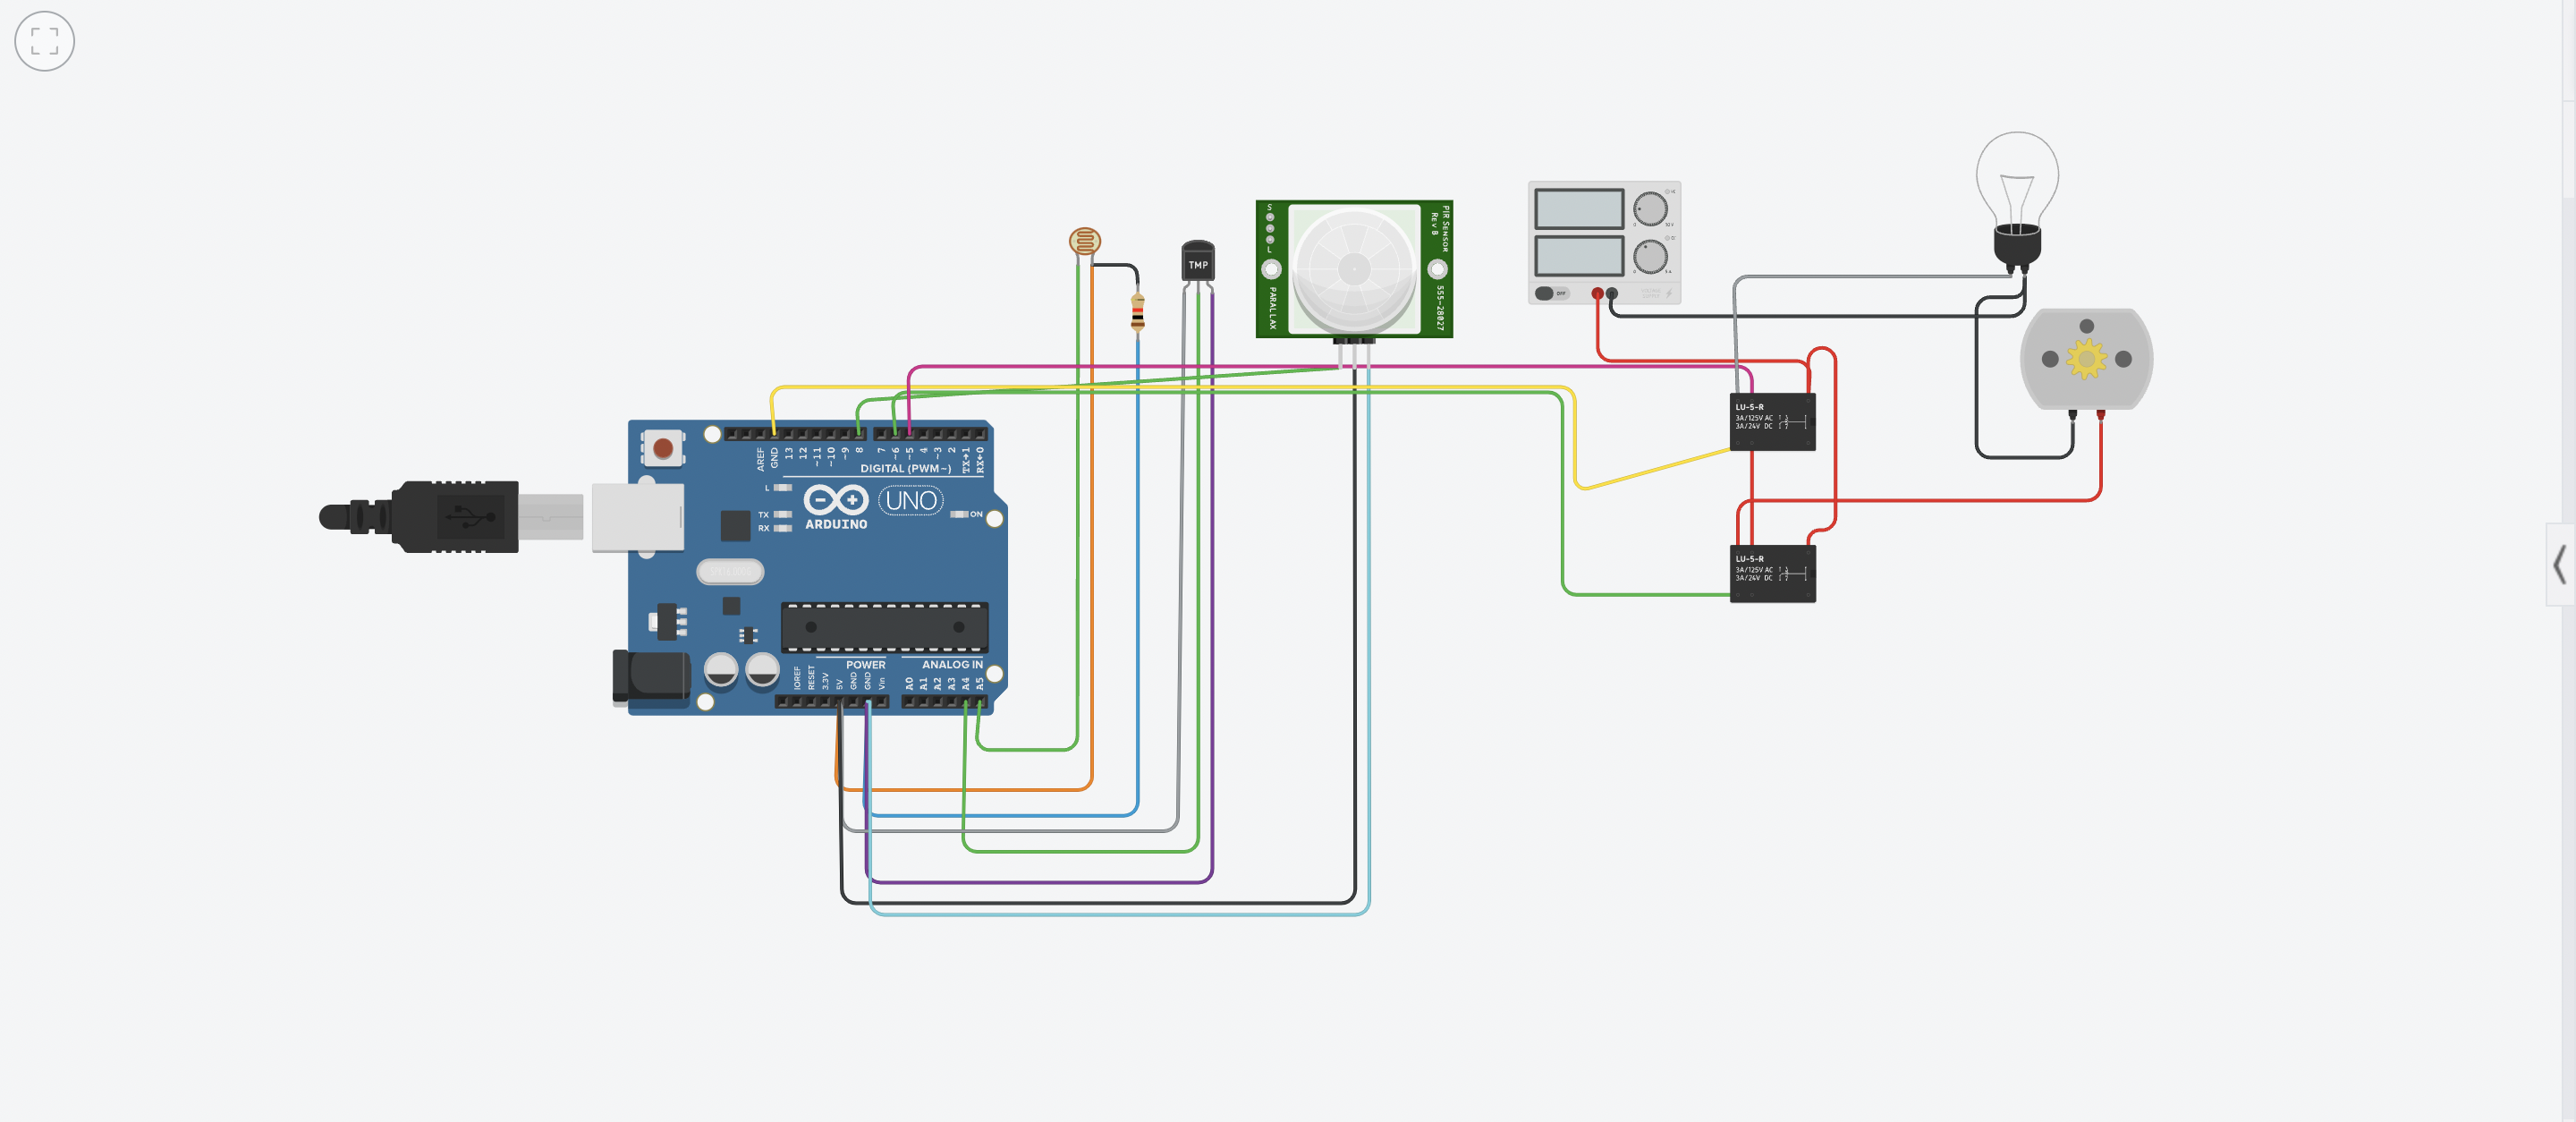 TMP
S
L
PIR SENSOR
REV B
PARALLAX
555-28027
OFF
LU-5-R
3A/125V AC
3A/24V DC
LU-5-R
3A/125V AC
3A/24V DC
AREF
GND
13
12
~11
~10
~9
8
7
~6
~5
4
~3
2
TX→1
RX←0
DIGITAL (PWM~)
L
TX
RX
UNO
ARDUINO
ON
POWER
ANALOG IN
IOREF
RESET
3.3V
5V
GND
GND
Vin
A0
A1
A2
A3
A4
A5